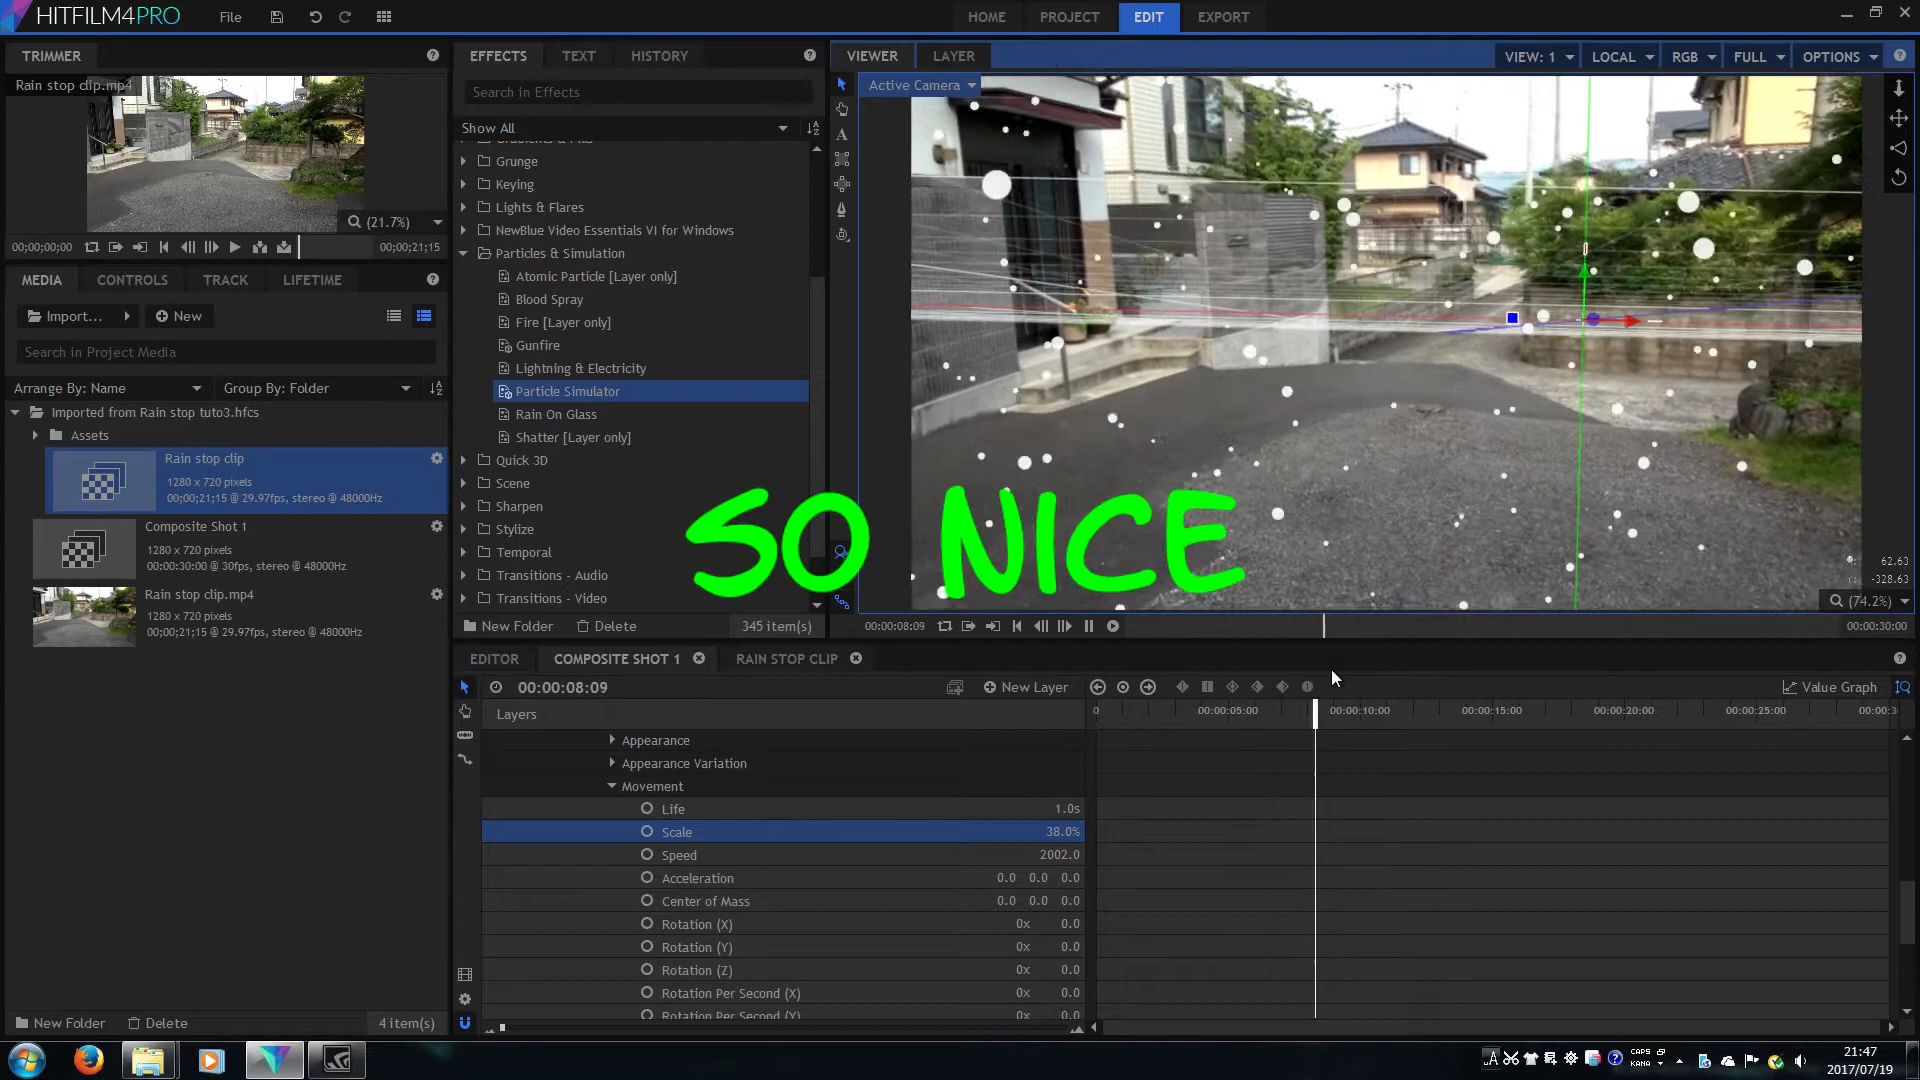 HITFILM4PRO
File
HOME
PROJECT
EDIT
EXPORT
TRIMMER
Rain stop clip.mp4
(21.7%)
00;00;00;00
00;00;21;15
MEDIA
CONTROLS
TRACK
LIFETIME
Import...
New
Search in Project Media
Arrange By: Name
Group By: Folder
Imported from Rain stop tuto3.hfcs
Assets
Rain stop clip
1280 x 720 pixels
00;00;21;15 @ 29.97fps, stereo @ 48000Hz
Composite Shot 1
1280 x 720 pixels
00:00:30:00 @ 30fps, stereo @ 48000Hz
Rain stop clip.mp4
1280 x 720 pixels
00;00;21;15 @ 29.97fps, stereo @ 48000Hz
New Folder
Delete
4 item(s)
EFFECTS
TEXT
HISTORY
Search in Effects
Show All
Grunge
Keying
Lights & Flares
NewBlue Video Essentials VI for Windows
Particles & Simulation
Atomic Particle [Layer only]
Blood Spray
Fire [Layer only]
Gunfire
Lightning & Electricity
Particle Simulator
Rain On Glass
Shatter [Layer only]
Quick 3D
Scene
Sharpen
Stylize
Temporal
Transitions - Audio
Transitions - Video
New Folder
Delete
345 item(s)
VIEWER
LAYER
VIEW: 1
LOCAL
RGB
FULL
OPTIONS
Active Camera
SO NICE
62.63
-328.63
(74.2%)
00:00:08:09
00:00:30:00
EDITOR
COMPOSITE SHOT 1
RAIN STOP CLIP
00:00:08:09
New Layer
Value Graph
Layers
0
00:00:05:00
00:00:10:00
00:00:15:00
00:00:20:00
00:00:25:00
Appearance
Appearance Variation
Movement
Life 1.0s
Scale 38.0%
Speed 2002.0
Acceleration 0.0 0.0 0.0
Center of Mass 0.0 0.0 0.0
Rotation (X) 0x 0.0
Rotation (Y) 0x 0.0
Rotation (Z) 0x 0.0
Rotation Per Second (X) 0x 0.0
Rotation Per Second (Y) 0x 0.0
A
CAPS
KANA
21:47
2017/07/19